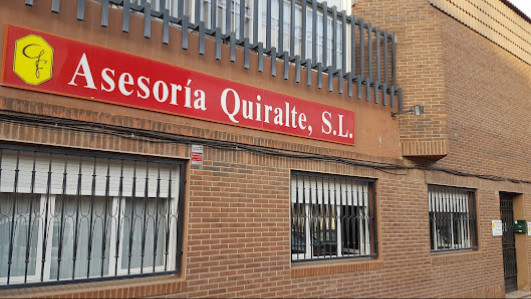 Asesoría Quiralte, S.L.